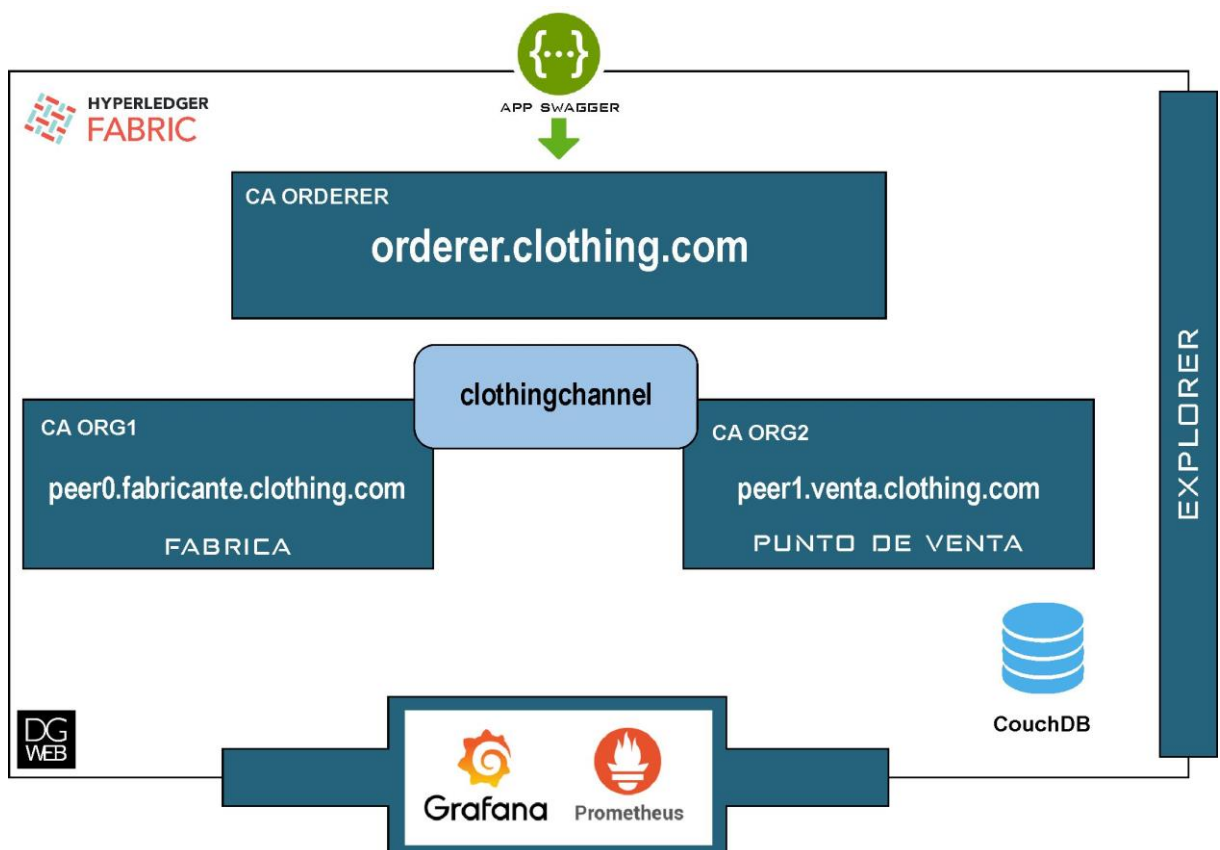 {···}
APP SWAGGER
HYPERLEDGER
FABRIC
CA ORDERER
orderer.clothing.com
clothingchannel
CA ORG1
peer0.fabricante.clothing.com
FABRICA
CA ORG2
peer1.venta.clothing.com
PUNTO DE VENTA
EXPLORER
CouchDB
DG
WEB
Grafana
Prometheus